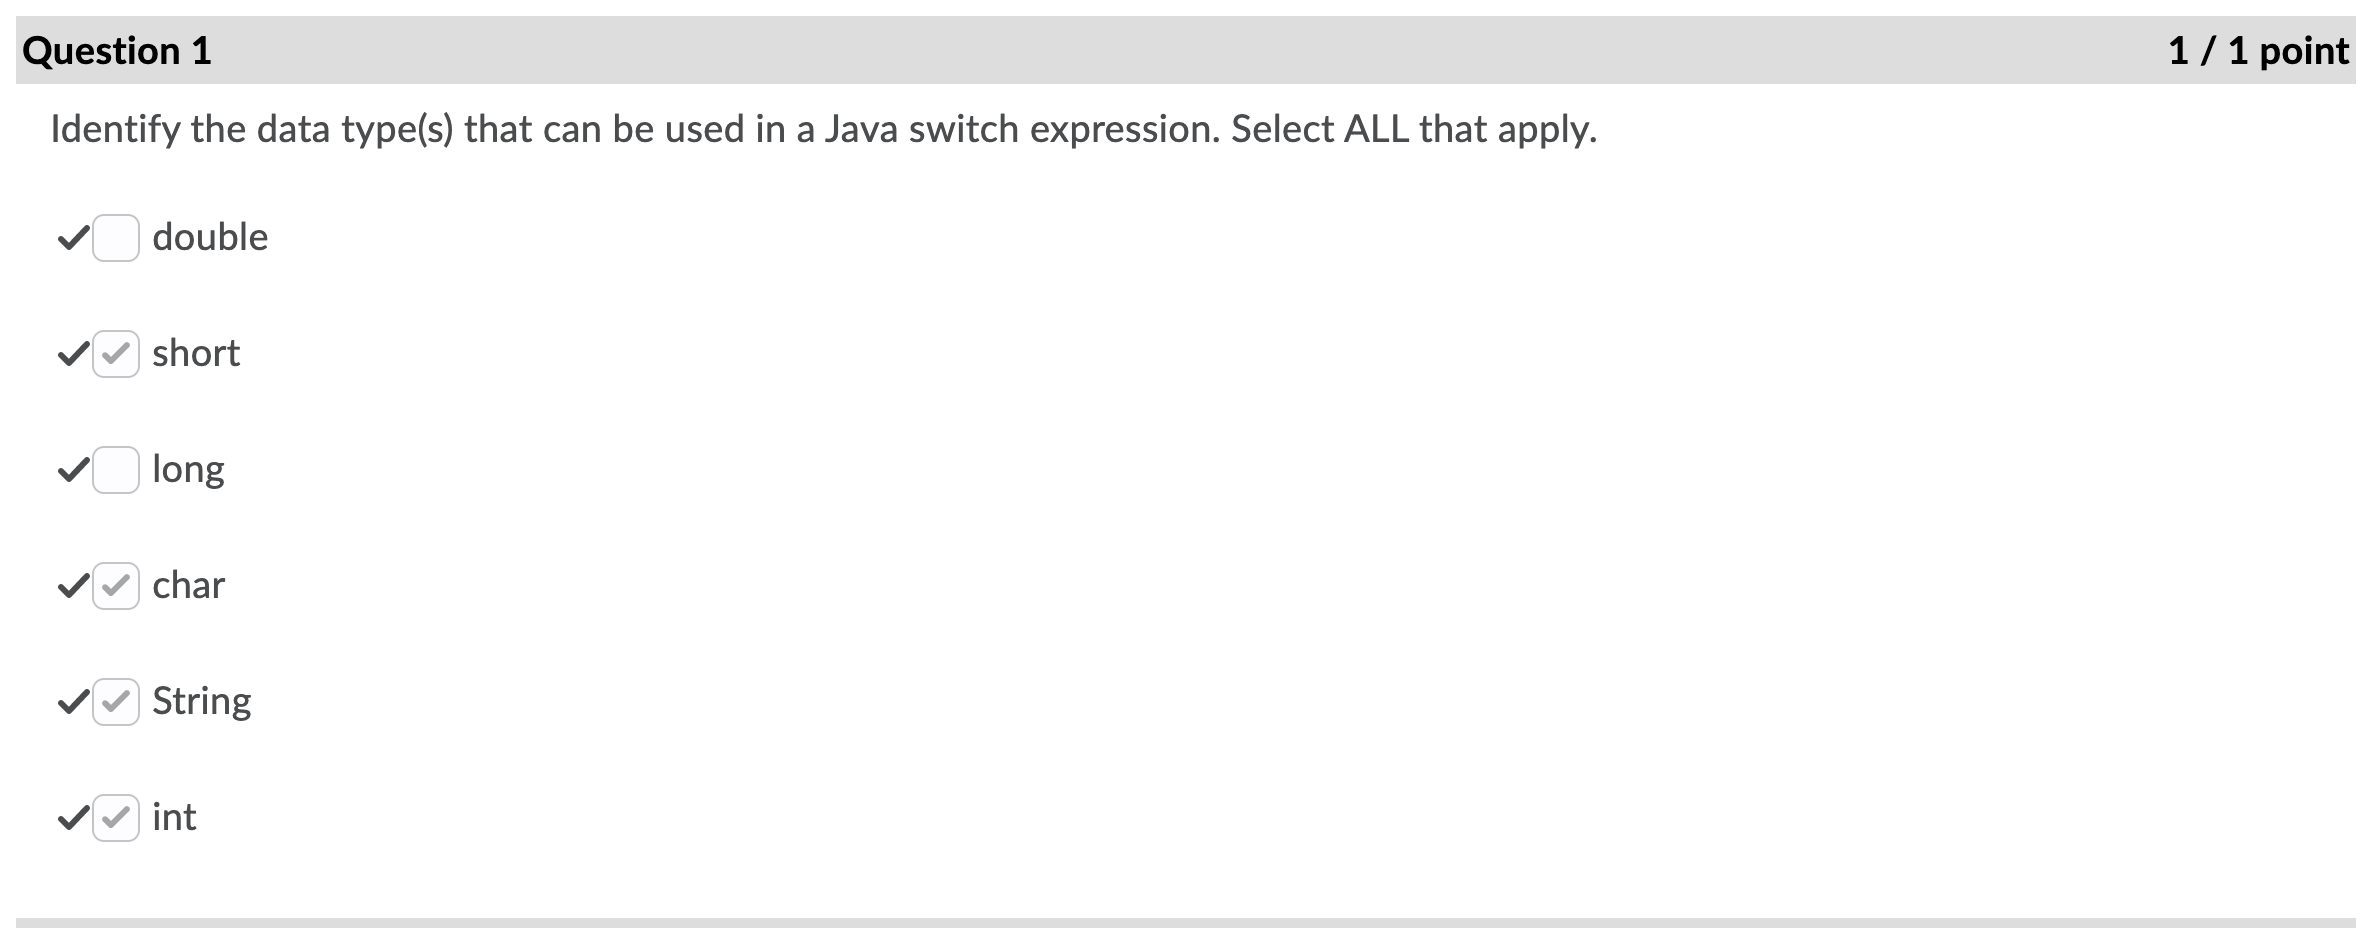 Question 1
1 / 1 point
Identify the data type(s) that can be used in a Java switch expression. Select ALL that apply.
double
short
long
char
String
int